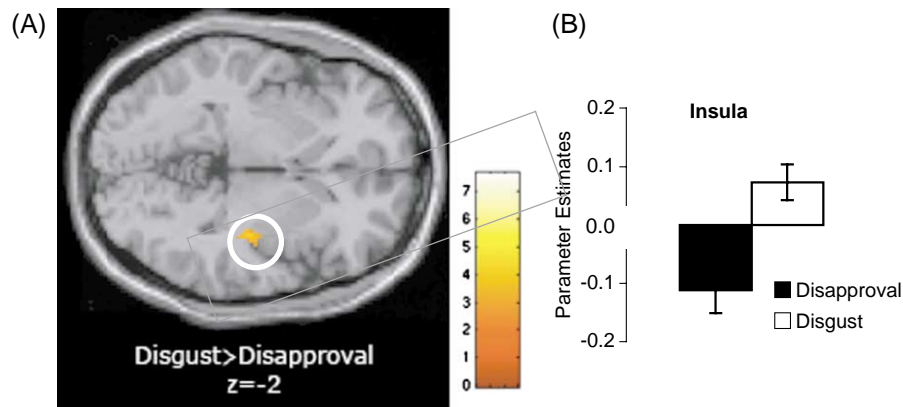 (A)
Disgust>Disapproval
z=-2
7
6
5
4
3
2
1
0
(B)
Insula
Parameter Estimates
0.2
0.1
0.0
-0.1
-0.2
Disapproval
Disgust